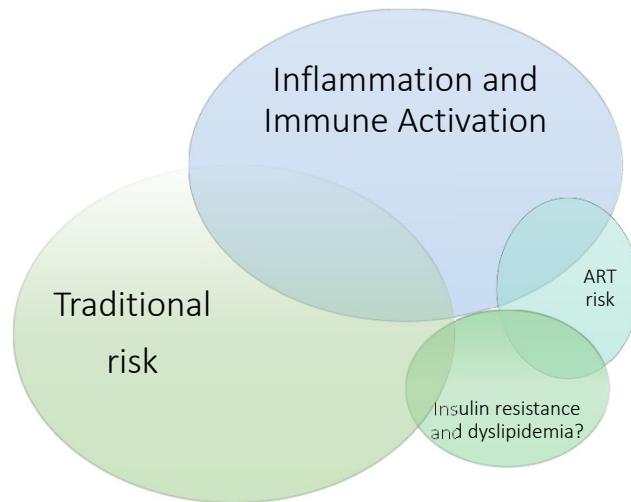 Inflammation and
Immune Activation
Traditional
risk
ART
risk
Insulin resistance
and dyslipidemia?